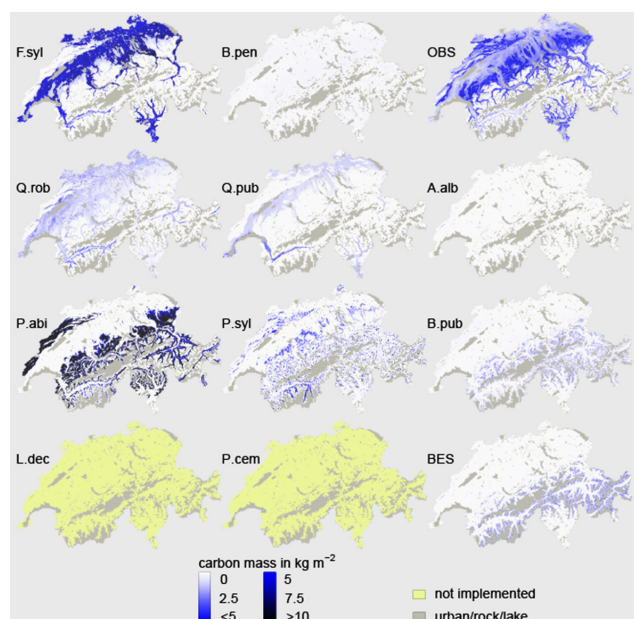 F.syl B.pen OBS
Q.rob Q.pub A.alb
P.abi P.syl B.pub
L.dec P.cem BES
carbon mass in kg m⁻²
0 5
2.5 7.5 not implemented
<5 >10 urban/rock/lake